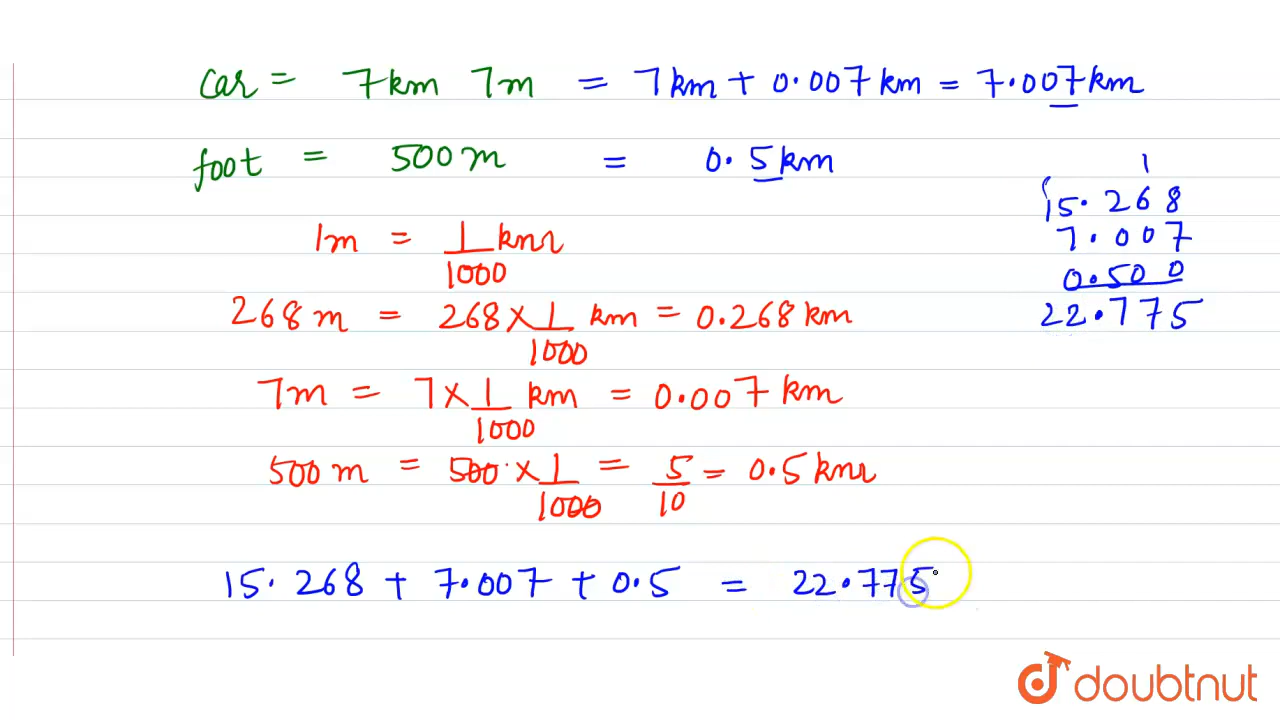 car = 7km 7m = 7km + 0.007 km = 7.007 km
foot = 500 m = 0.5 km
1m = 1/1000 km
268 m = 268 × 1/1000 km = 0.268 km
7m = 7 × 1/1000 km = 0.007 km
500 m = 500 × 1/1000 = 5/10 = 0.5 km
15.268 + 7.007 + 0.5 = 22.775
1
15.268
7.007
0.500
22.775
doubtnut